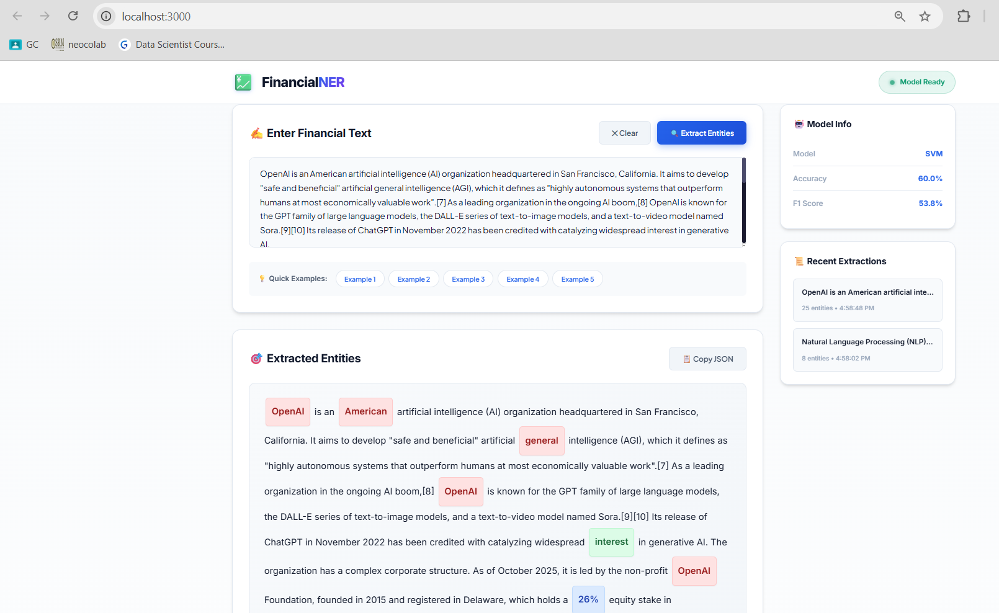 localhost:3000
GC
SRM
neocolab
Data Scientist Cours...
FinancialNER
Model Ready
Enter Financial Text
Clear
Extract Entities
OpenAI is an American artificial intelligence (AI) organization headquartered in San Francisco, California. It aims to develop
"safe and beneficial" artificial general intelligence (AGI), which it defines as "highly autonomous systems that outperform
humans at most economically valuable work".[7] As a leading organization in the ongoing AI boom,[8] OpenAI is known for
the GPT family of large language models, the DALL-E series of text-to-image models, and a text-to-video model named
Sora.[9][10] Its release of ChatGPT in November 2022 has been credited with catalyzing widespread interest in generative
AI.
Quick Examples:
Example 1
Example 2
Example 3
Example 4
Example 5
Extracted Entities
Copy JSON
OpenAI is an American artificial intelligence (AI) organization headquartered in San Francisco,
California. It aims to develop "safe and beneficial" artificial general intelligence (AGI), which it defines as
"highly autonomous systems that outperform humans at most economically valuable work".[7] As a leading
organization in the ongoing AI boom,[8] OpenAI is known for the GPT family of large language models,
the DALL-E series of text-to-image models, and a text-to-video model named Sora.[9][10] Its release of
ChatGPT in November 2022 has been credited with catalyzing widespread interest in generative AI. The
organization has a complex corporate structure. As of October 2025, it is led by the non-profit OpenAI
Foundation, founded in 2015 and registered in Delaware, which holds a 26% equity stake in
Model Info
Model SVM
Accuracy 60.0%
F1 Score 53.8%
Recent Extractions
OpenAI is an American artificial inte...
25 entities • 4:58:48 PM
Natural Language Processing (NLP)...
8 entities • 4:58:02 PM